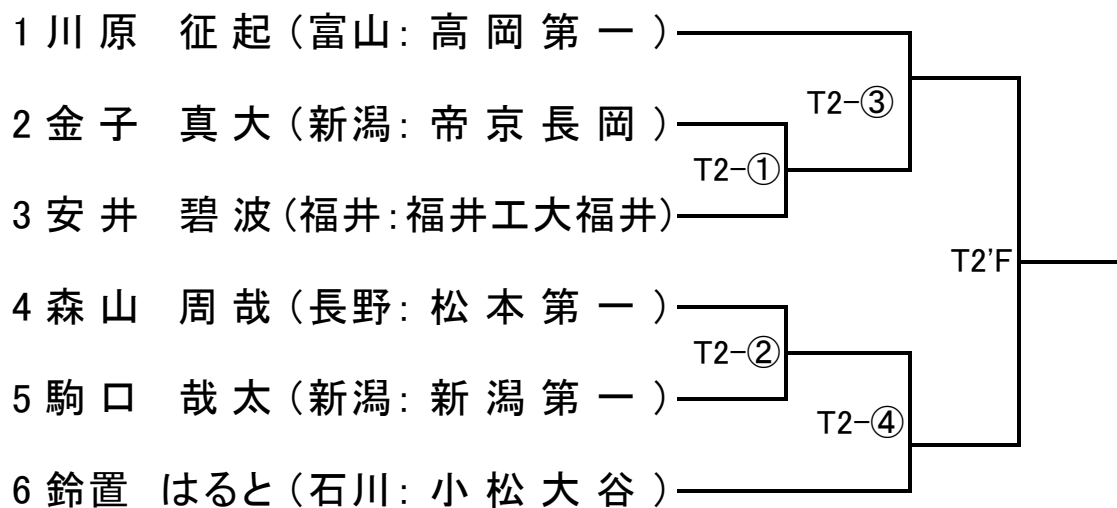 1 川原 征起 (富山: 高岡第一)
T2-③
2 金子 真大 (新潟: 帝京長岡)
T2-①
3 安井 碧波 (福井:福井工大福井)
T2'F
4 森山 周哉 (長野: 松本第一)
T2-②
5 駒口 哉太 (新潟: 新潟第一)
T2-④
6 鈴置 はると (石川: 小松大谷)